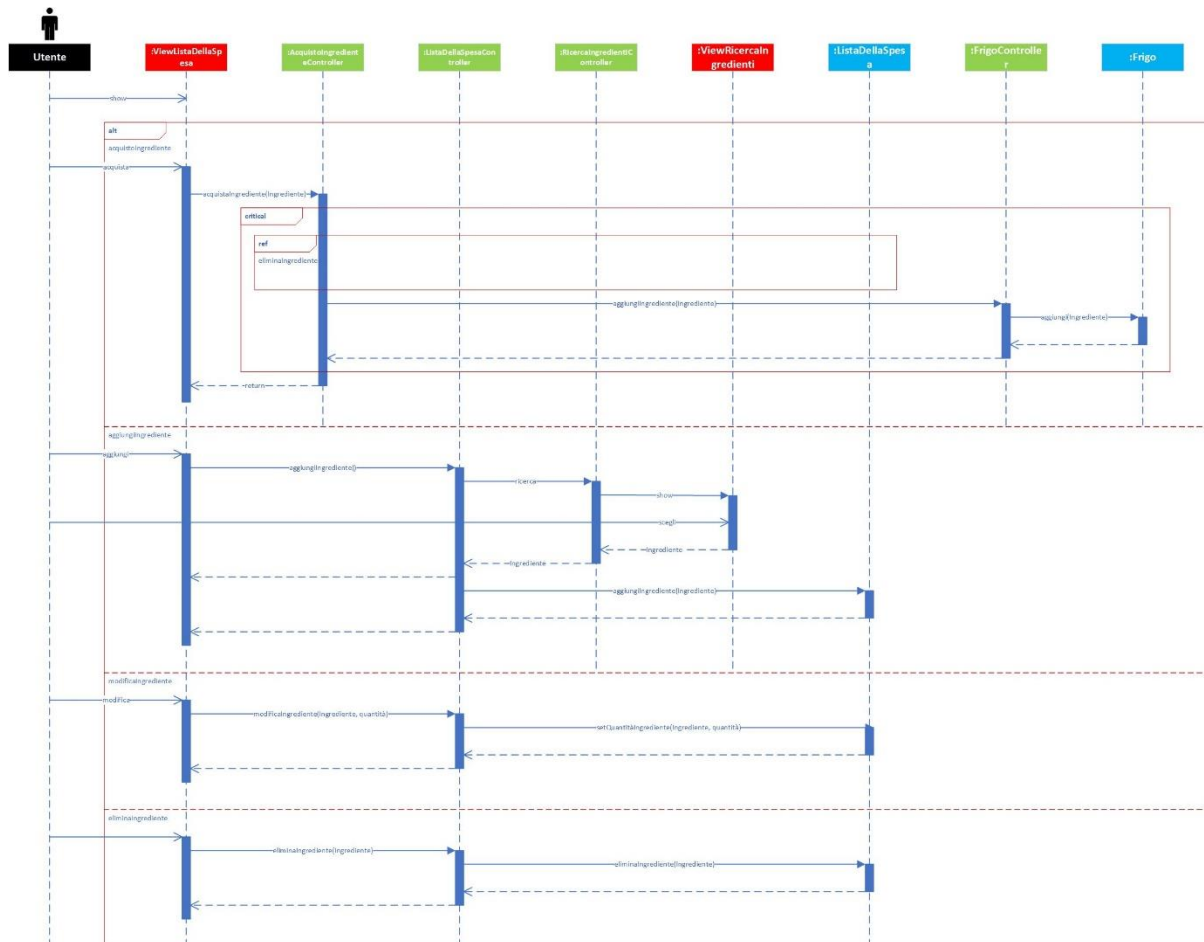 Utente
:ViewListaDellaSp
esa
:AcquistoIngredient
eController
:ListaDellaSpesaCon
troller
:RicercaIngredientiC
ontroller
:ViewRicercaIn
gredienti
:ListaDellaSpes
a
:FrigoControlle
r
:Frigo
show
alt
acquistoIngrediente
acquista
acquistaIngrediente(Ingrediente)
critical
ref
eliminaIngrediente
aggiungiIngrediente(Ingrediente)
aggiungi(Ingrediente)
return
aggiungiIngrediente
aggiungi
aggiungiIngrediente()
ricerca
show
scegli
Ingrediente
Ingrediente
aggiungiIngrediente(Ingrediente)
modificaIngrediente
modifica
modificaIngrediente(Ingrediente, quantità)
setQuantitàIngrediente(Ingrediente, quantità)
eliminaIngrediente
eliminaIngrediente(Ingrediente)
eliminaIngrediente(Ingrediente)